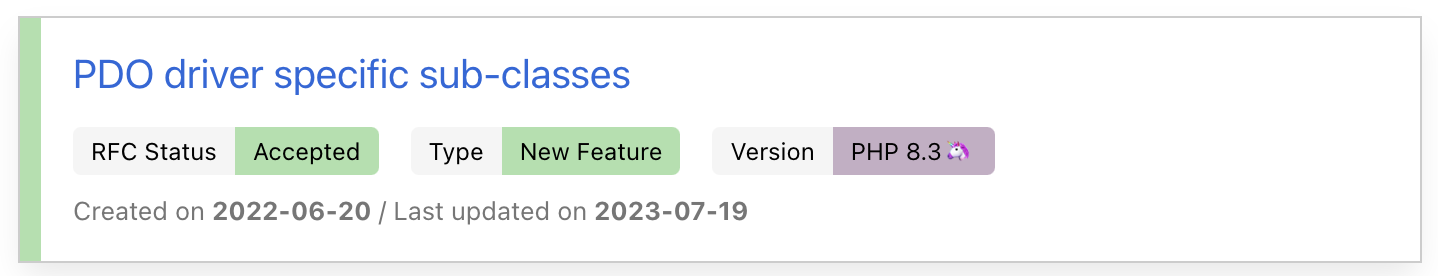 PDO driver specific sub-classes
RFC Status Accepted Type New Feature Version PHP 8.3🦄
Created on 2022-06-20 / Last updated on 2023-07-19